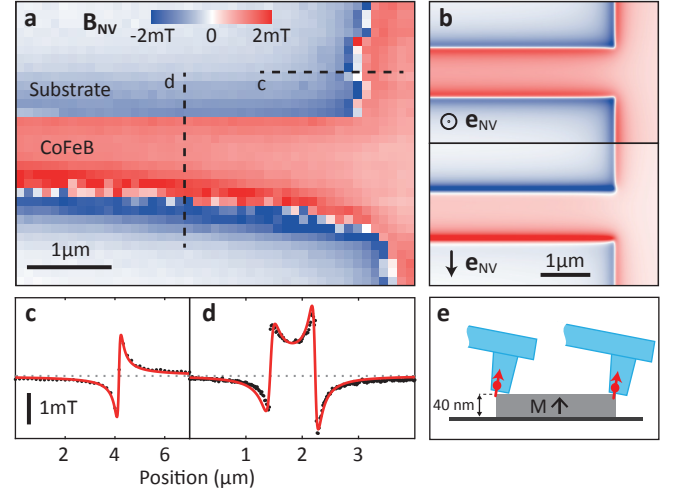 a
B_NV
-2mT 0 2mT
Substrate
d
c
CoFeB
1μm
b
⊙ e_NV
↓ e_NV
1μm
c
d
1mT
2 4 6 1 2 3
Position (μm)
e
40 nm
M ↑